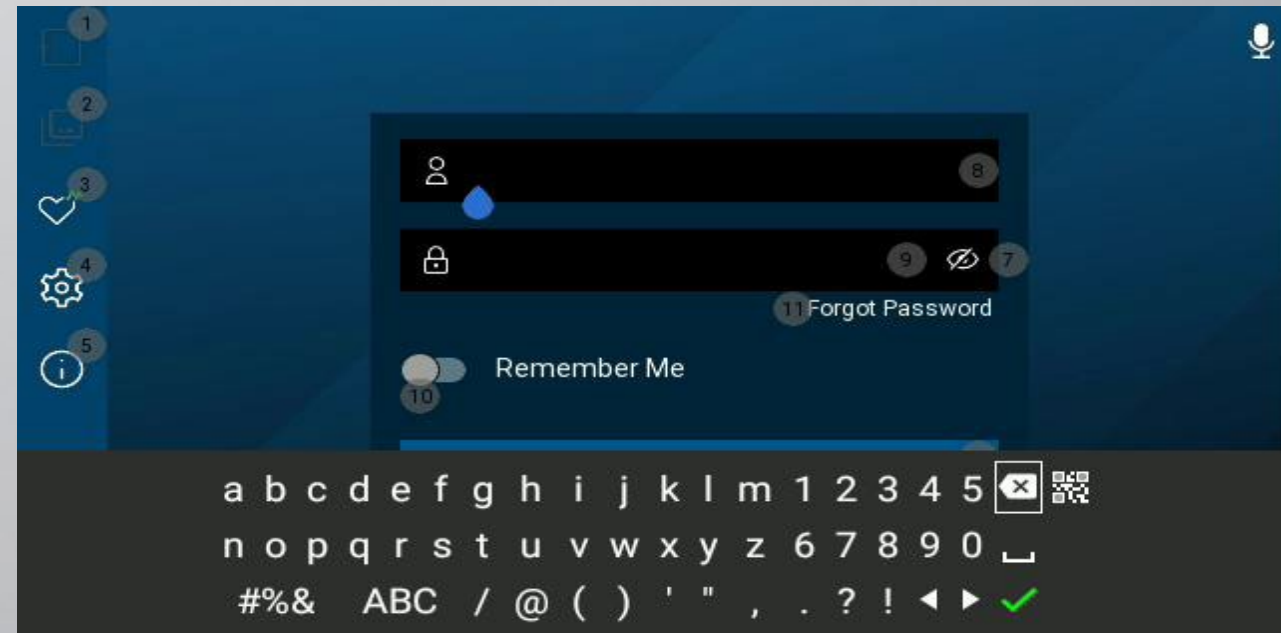 1
2
3
4
5
8
9
7
11 Forgot Password
Remember Me
10
a b c d e f g h i j k l m 1 2 3 4 5
n o p q r s t u v w x y z 6 7 8 9 0
#%& ABC / @ ( ) ' " , . ? !